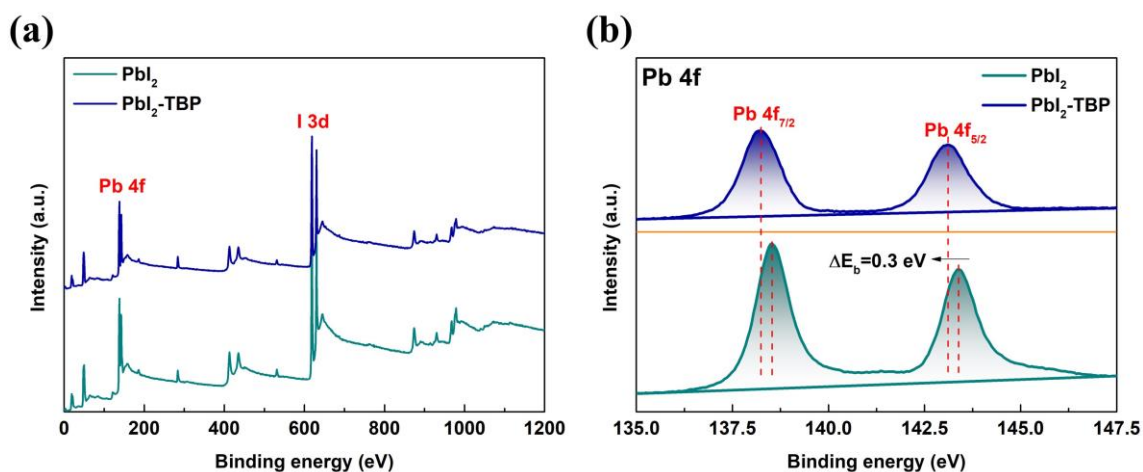 (a)
PbI₂
PbI₂-TBP
I 3d
Pb 4f
Intensity (a.u.)
0 200 400 600 800 1000 1200
Binding energy (eV)
(b)
Pb 4f
PbI₂
PbI₂-TBP
Pb 4f₇/₂
Pb 4f₅/₂
ΔE_b=0.3 eV
Intensity (a.u.)
135.0 137.5 140.0 142.5 145.0 147.5
Binding energy (eV)